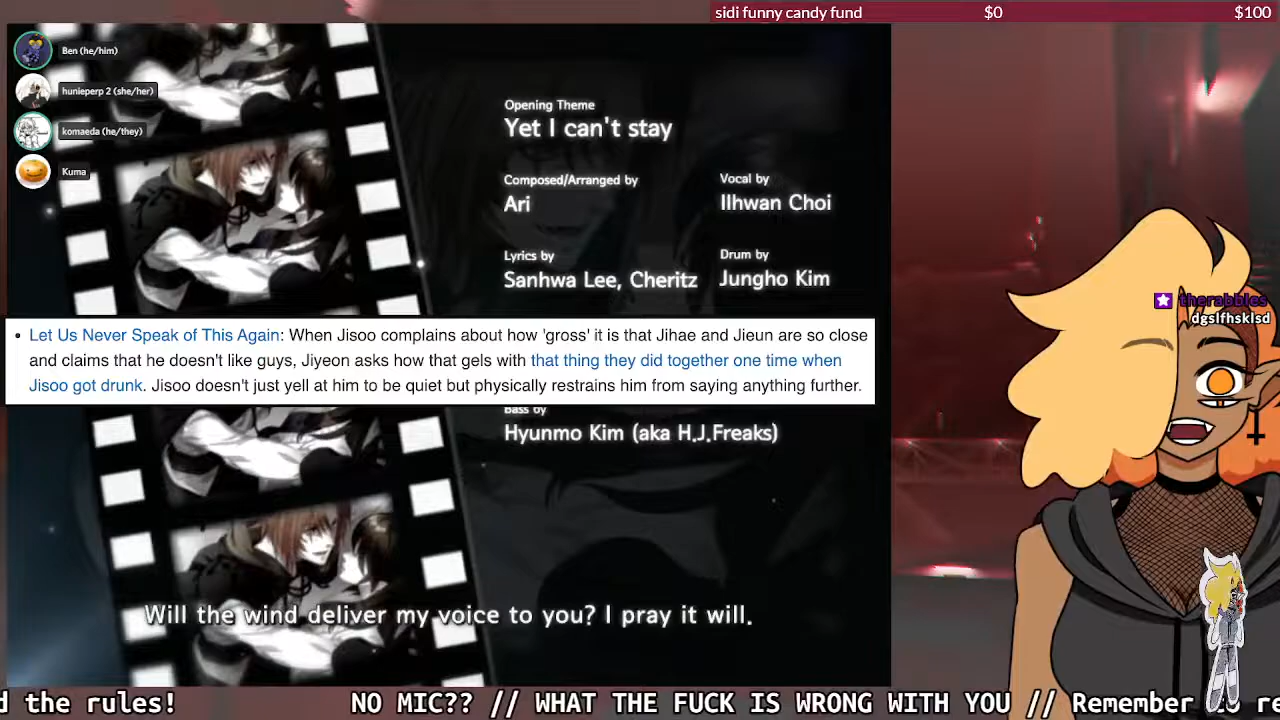 sidi funny candy fund $0 $100
Ben (he/him)
hunieperp 2 (she/her)
komaeda (he/they)
Kuma
Opening Theme
Yet I can't stay
Composed/Arranged by
Ari
Vocal by
Ilhwan Choi
Lyrics by
Sanhwa Lee, Cheritz
Drum by
Jungho Kim
therabbles
dgslfhsklsd
• Let Us Never Speak of This Again: When Jisoo complains about how 'gross' it is that Jihae and Jieun are so close
and claims that he doesn't like guys, Jiyeon asks how that gels with that thing they did together one time when
Jisoo got drunk. Jisoo doesn't just yell at him to be quiet but physically restrains him from saying anything further.
Bass by
Hyunmo Kim (aka H.J.Freaks)
Will the wind deliver my voice to you? I pray it will.
d the rules! NO MIC?? // WHAT THE FUCK IS WRONG WITH YOU // Remember to re